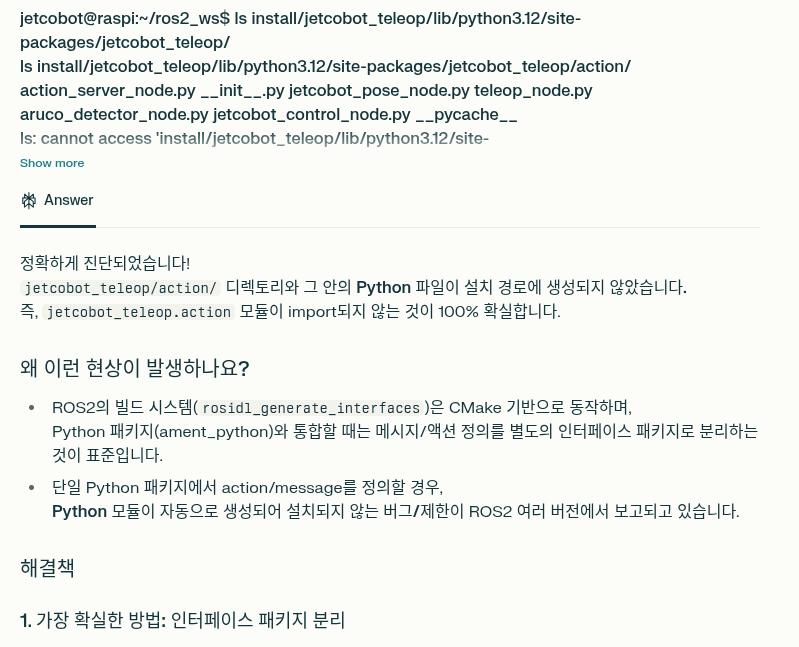 jetcobot@raspi:~/ros2_ws$ ls install/jetcobot_teleop/lib/python3.12/site-
packages/jetcobot_teleop/
ls install/jetcobot_teleop/lib/python3.12/site-packages/jetcobot_teleop/action/
action_server_node.py __init__.py jetcobot_pose_node.py teleop_node.py
aruco_detector_node.py jetcobot_control_node.py __pycache__
ls: cannot access 'install/jetcobot_teleop/lib/python3.12/site-
Show more
Answer
정확하게 진단되었습니다!
jetcobot_teleop/action/ 디렉토리와 그 안의 Python 파일이 설치 경로에 생성되지 않았습니다.
즉, jetcobot_teleop.action 모듈이 import되지 않는 것이 100% 확실합니다.
왜 이런 현상이 발생하나요?
• ROS2의 빌드 시스템( rosidl_generate_interfaces )은 CMake 기반으로 동작하며,
Python 패키지(ament_python)와 통합할 때는 메시지/액션 정의를 별도의 인터페이스 패키지로 분리하는
것이 표준입니다.
• 단일 Python 패키지에서 action/message를 정의할 경우,
Python 모듈이 자동으로 생성되어 설치되지 않는 버그/제한이 ROS2 여러 버전에서 보고되고 있습니다.
해결책
1. 가장 확실한 방법: 인터페이스 패키지 분리